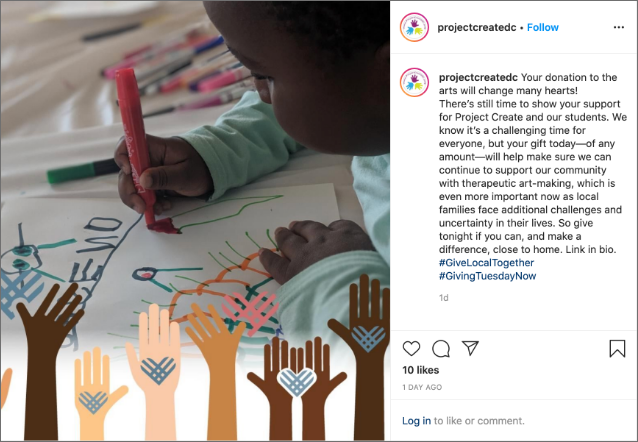 projectcreatedc • Follow
projectcreatedc Your donation to the
arts will change many hearts!
There's still time to show your support
for Project Create and our students. We
know it's a challenging time for
everyone, but your gift today—of any
amount—will help make sure we can
continue to support our community
with therapeutic art-making, which is
even more important now as local
families face additional challenges and
uncertainty in their lives. So give
tonight if you can, and make a
difference, close to home. Link in bio.
#GiveLocalTogether
#GivingTuesdayNow
1d
10 likes
1 DAY AGO
Log in to like or comment.